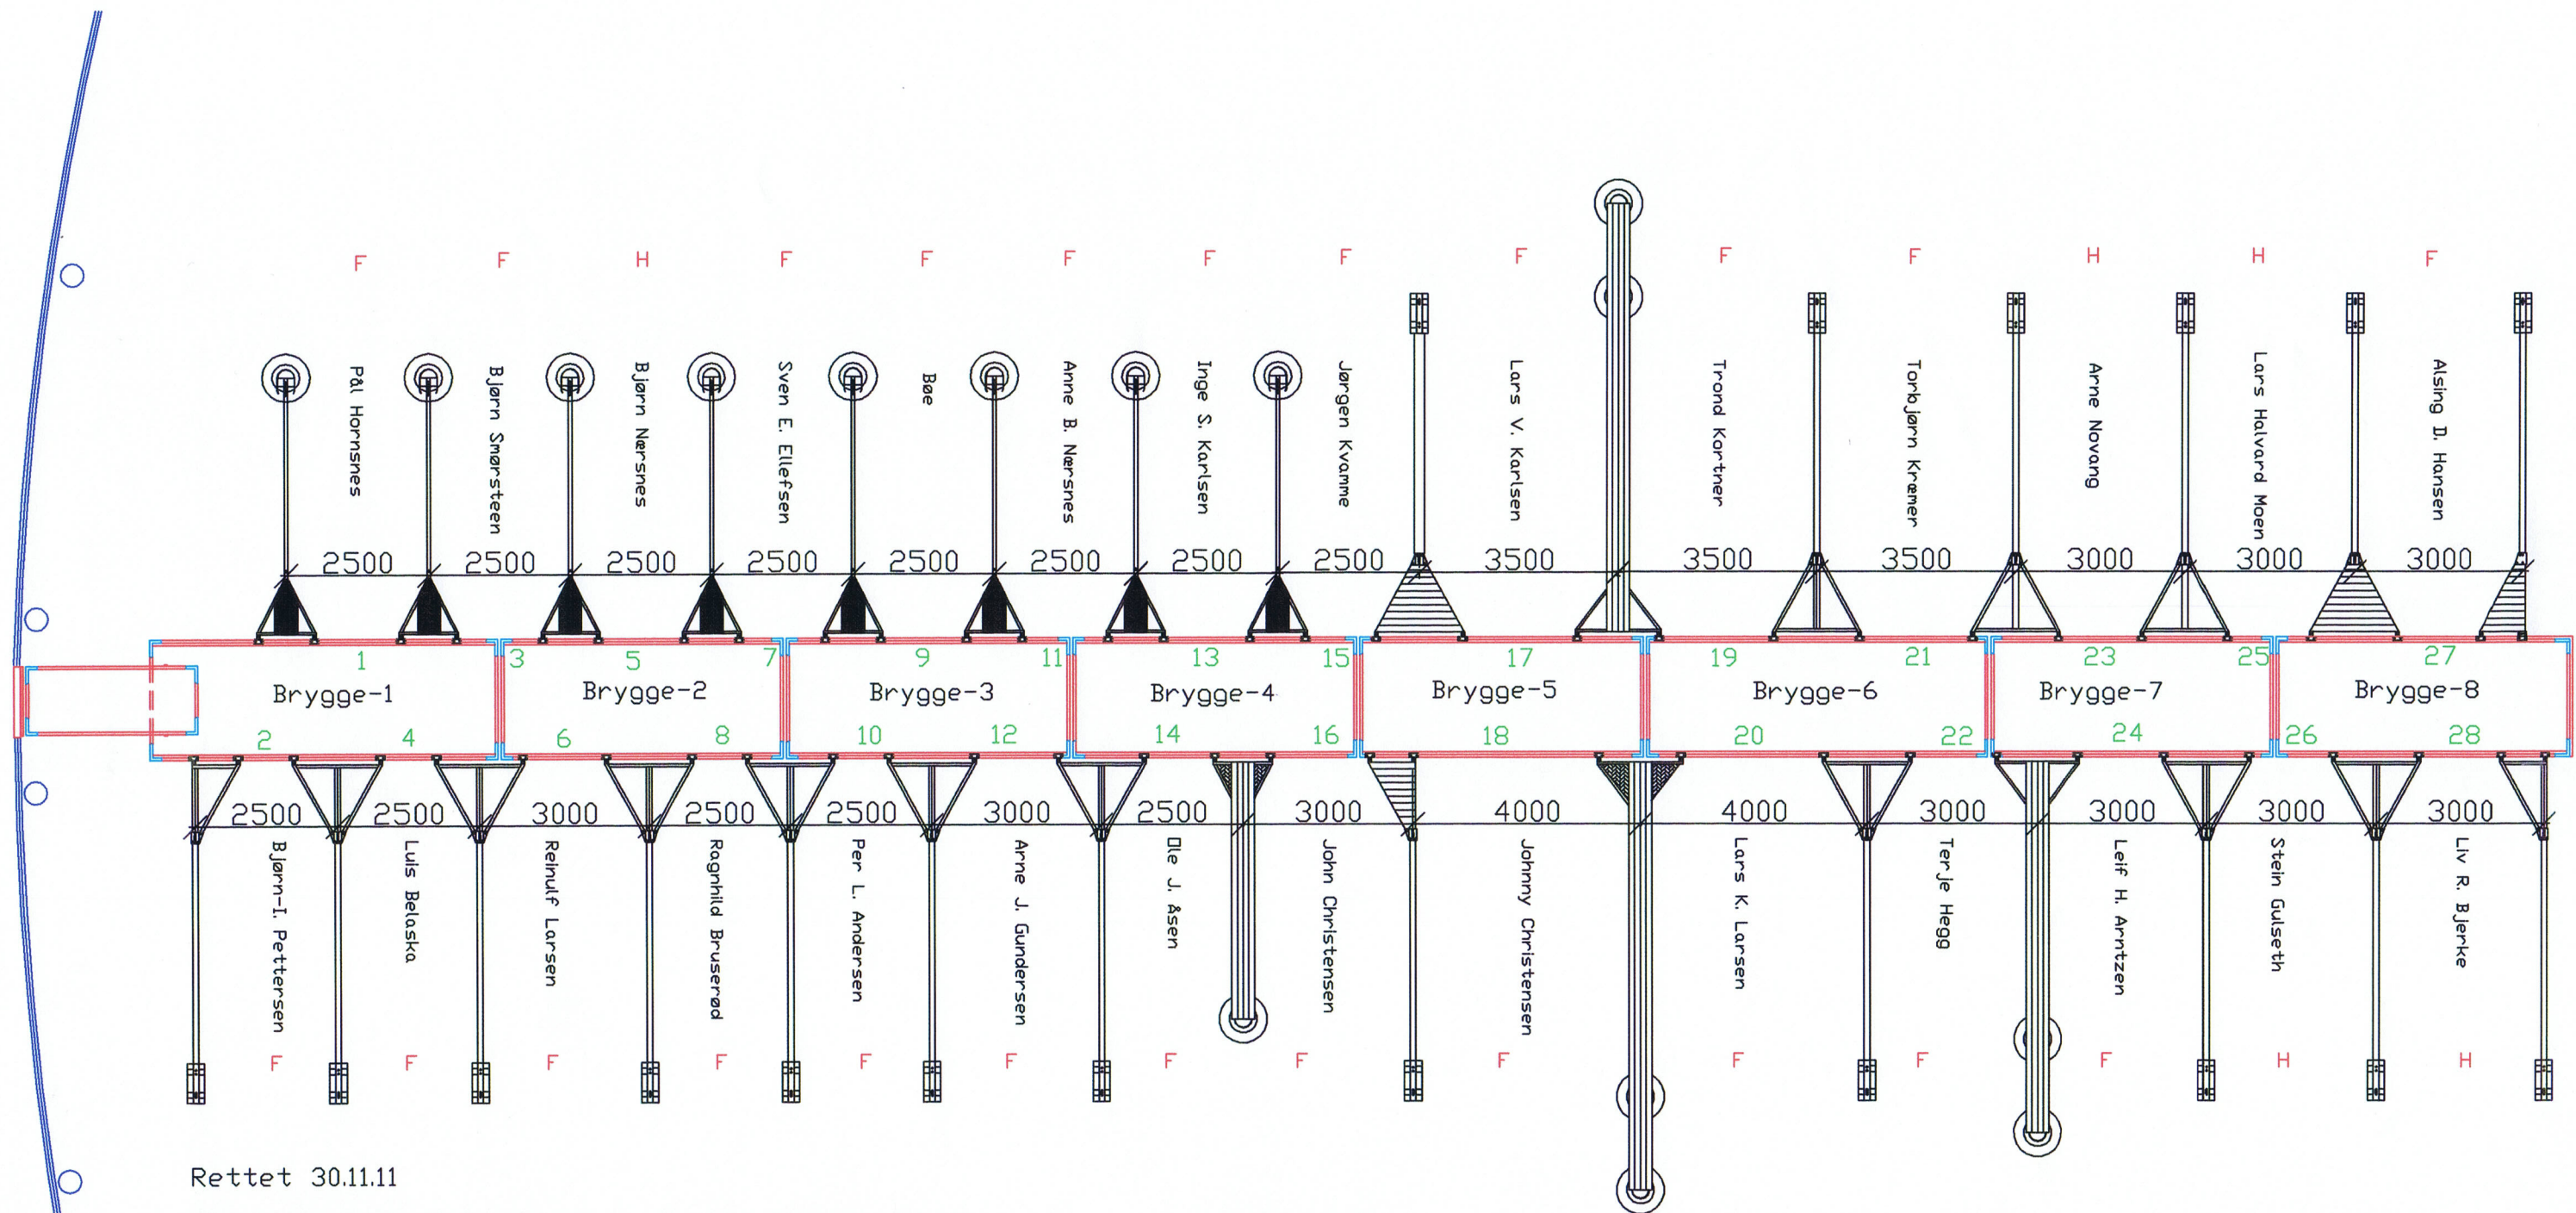 F F H F F F F F F F F H H F
Pål Hornsnes
Bjørn Smørsteen
Bjørn Nærsnes
Sven E. Ellefsen
Bøe
Anne B. Nærsnes
Inge S. Karlsen
Jørgen Kvamme
Lars V. Karlsen
Trond Kortner
Torbjørn Kræmer
Arne Novang
Lars Halvard Moen
Alsing D. Hansen
2500 2500 2500 2500 2500 2500 2500 2500 3500 3500 3500 3000 3000 3000
1 3 5 7 9 11 13 15 17 19 21 23 25 27
Brygge-1 Brygge-2 Brygge-3 Brygge-4 Brygge-5 Brygge-6 Brygge-7 Brygge-8
2 4 6 8 10 12 14 16 18 20 22 24 26 28
2500 2500 3000 2500 2500 3000 2500 3000 4000 4000 3000 3000 3000 3000
Bjørn-I. Pettersen
Luis Belaska
Reinulf Larsen
Ragnhild Bruserød
Per L. Andersen
Arne J. Gundersen
Ole J. Åsen
John Christensen
Johnny Christensen
Lars K. Larsen
Terje Hegg
Leif H. Arntzen
Stein Gulseth
Liv R. Bjerke
F F F F F F F F F F F F H H
Rettet 30.11.11